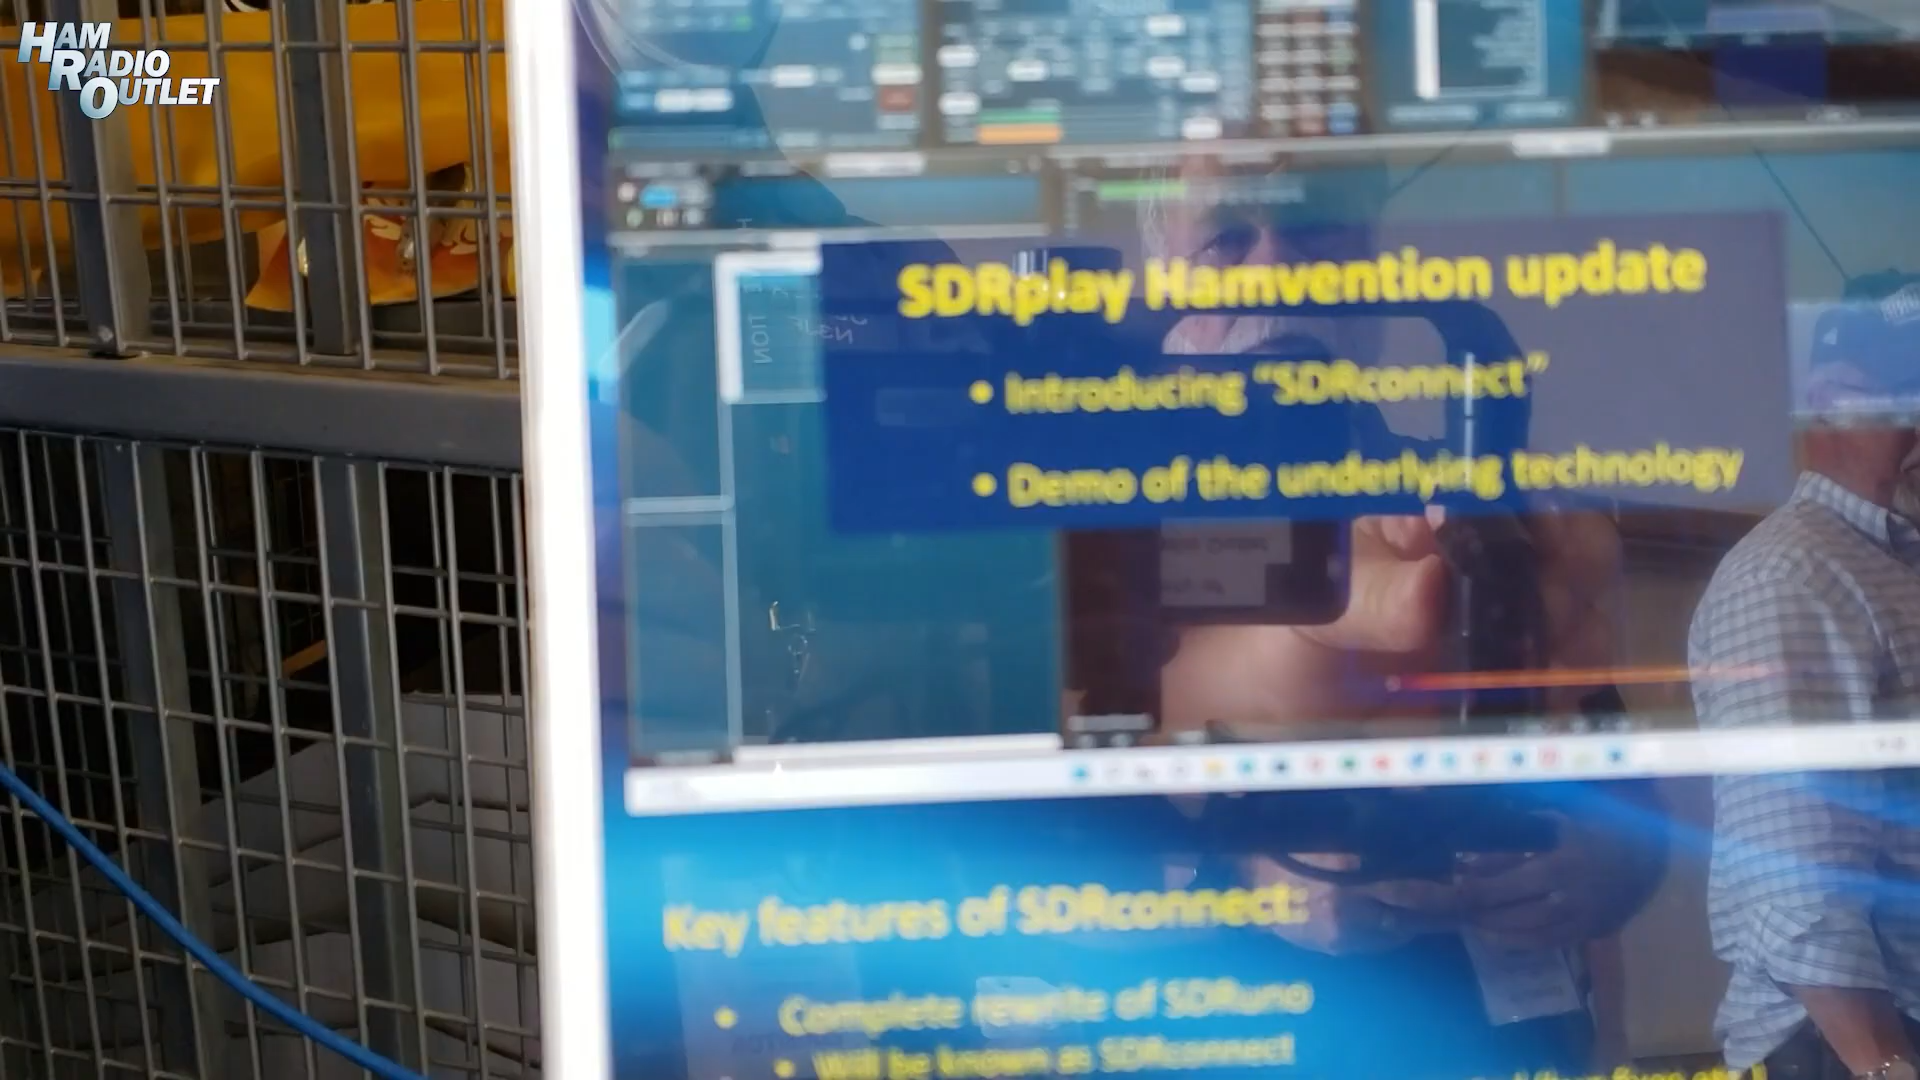 HAM
RADIO
OUTLET
SDRplay Hamvention update
• Introducing “SDRconnect”
• Demo of the underlying technology
Key features of SDRconnect:
• Complete rewrite of SDRuno
• Will be known as SDRconnect